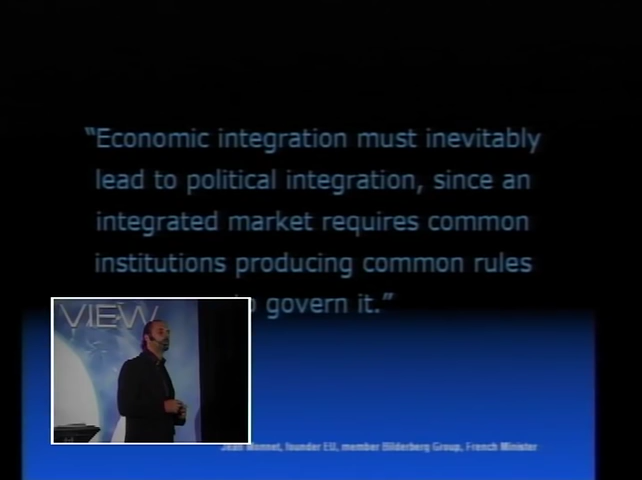 “Economic integration must inevitably
lead to political integration, since an
integrated market requires common
institutions producing common rules
to govern it.”
VIEW
Jean Monnet, founder EU, member Bilderberg Group, French Minister